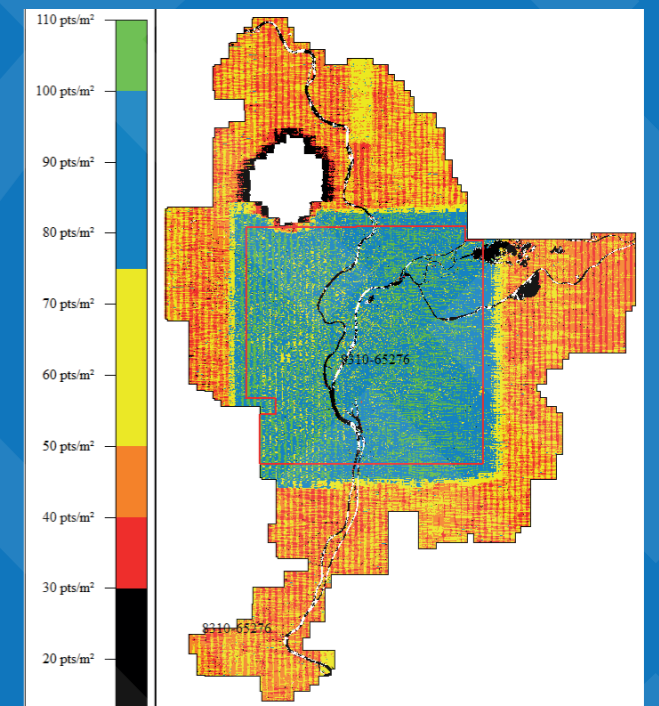 110 pts/m²
100 pts/m²
90 pts/m²
80 pts/m²
70 pts/m²
60 pts/m²
50 pts/m²
40 pts/m²
30 pts/m²
20 pts/m²
8310-65276
8310-65276